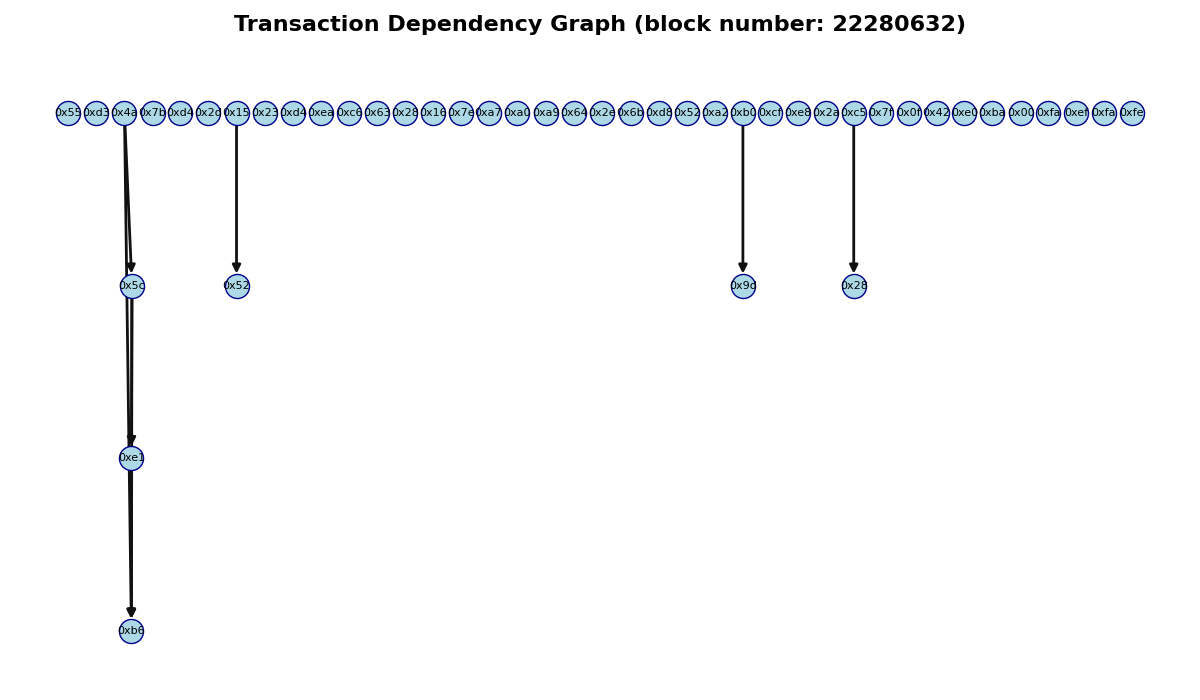 Transaction Dependency Graph (block number: 22280632)
0x55 0xd3 0x4a 0x7b 0xd4 0x2d 0x15 0x23 0xd4 0xea 0xc6 0x63 0x28 0x16 0x7e 0xa7 0xa0 0xa9 0x64 0x2e 0x6b 0xd8 0x52 0xa2 0xb0 0xcf 0xe8 0x2a 0xc5 0x7f 0x0f 0x42 0xe0 0xba 0x00 0xfa 0xef 0xfa 0xfe
0x5c 0x52 0x9d 0x28
0xe1
0xb6